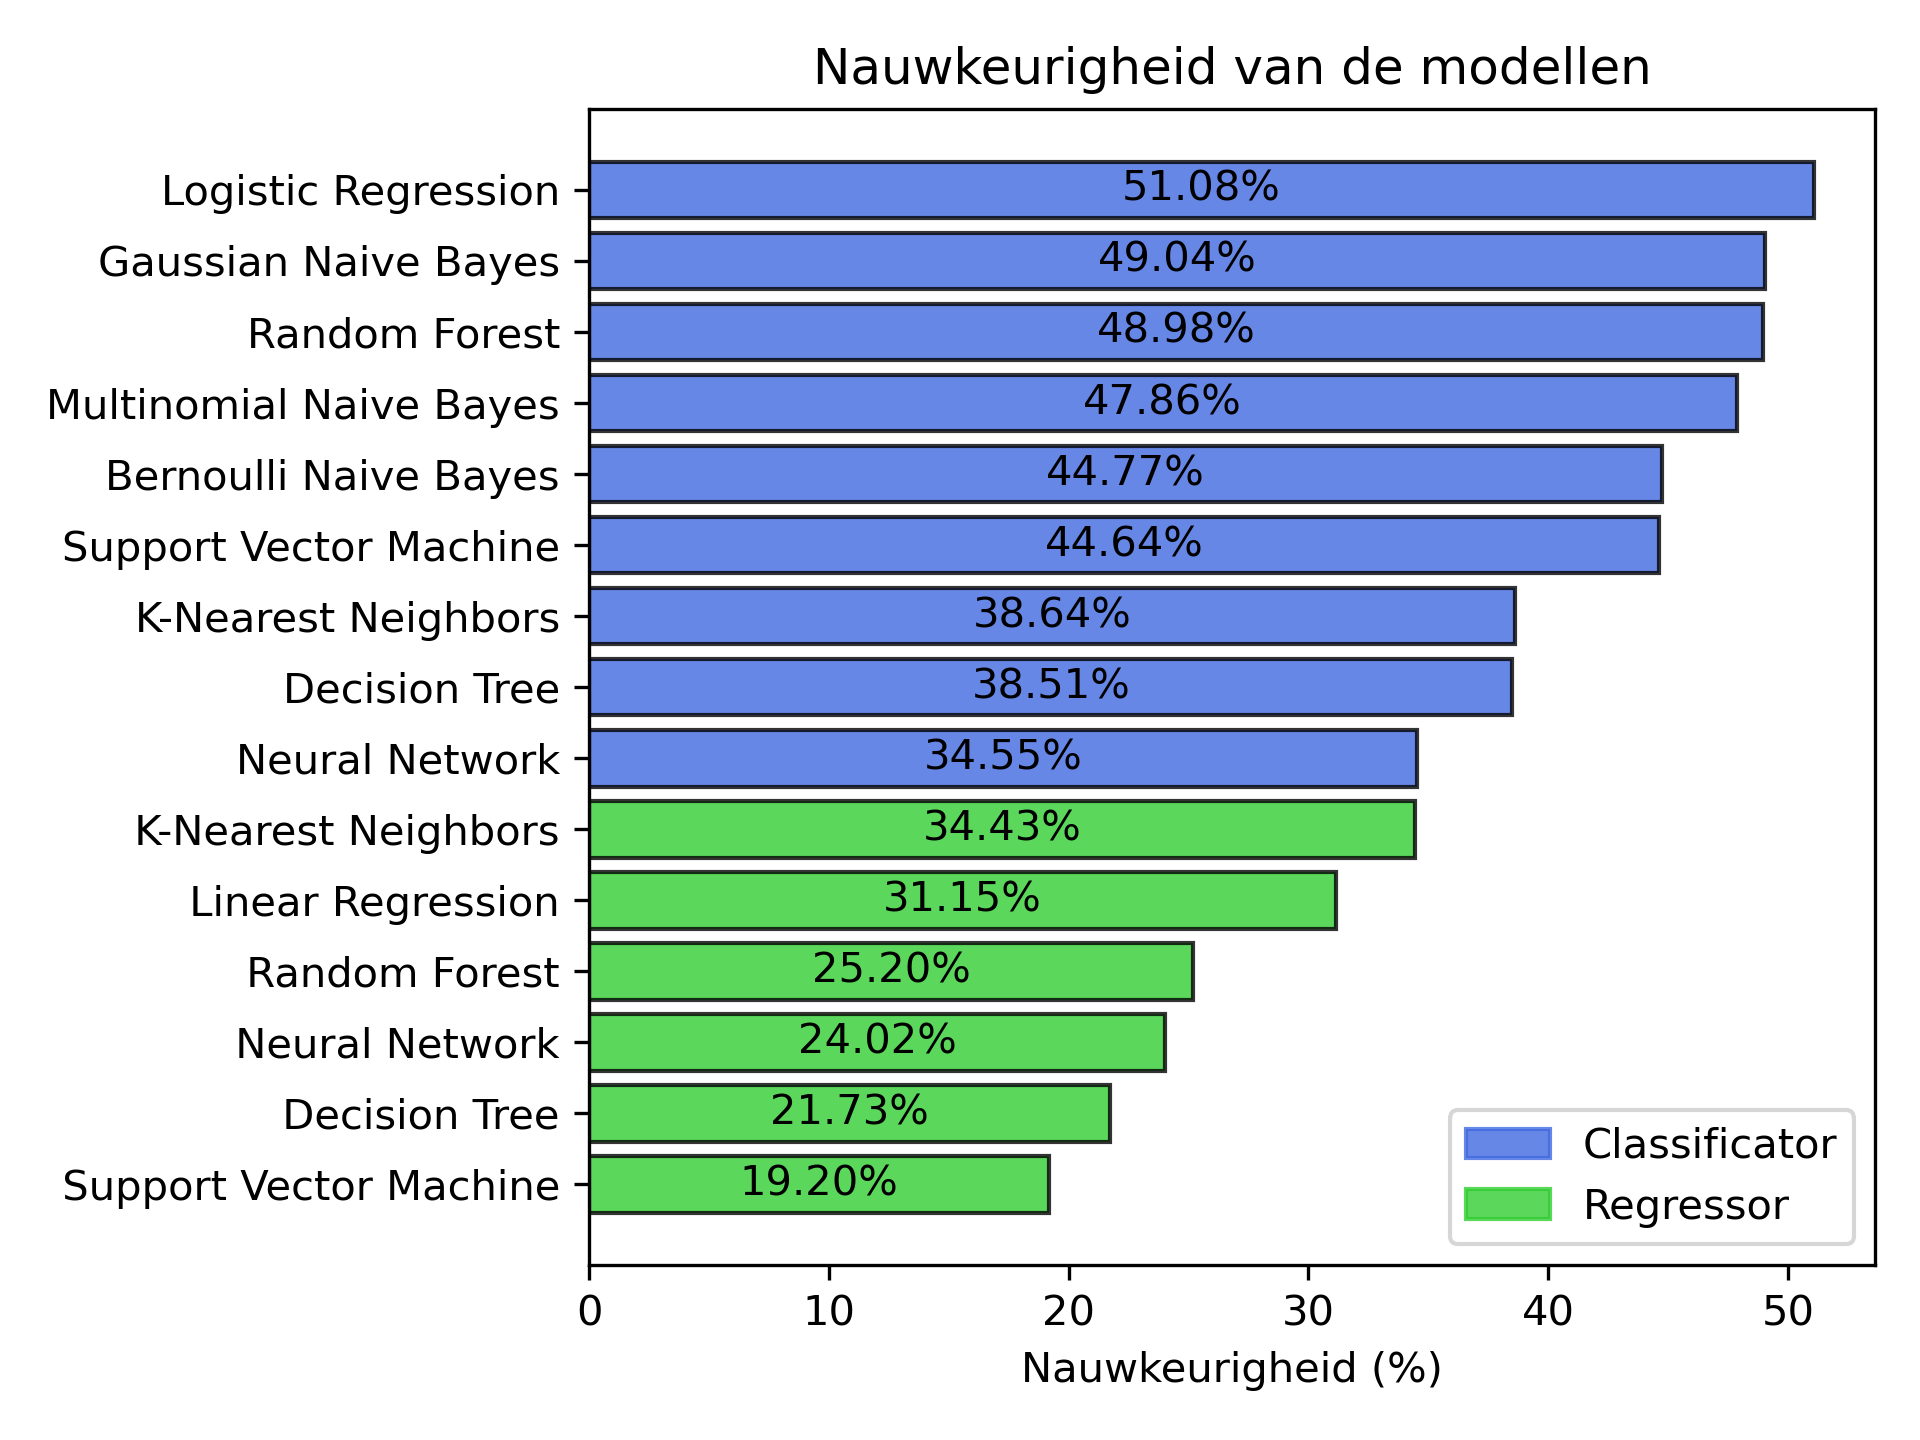 Nauwkeurigheid van de modellen
Logistic Regression 51.08%
Gaussian Naive Bayes 49.04%
Random Forest 48.98%
Multinomial Naive Bayes 47.86%
Bernoulli Naive Bayes 44.77%
Support Vector Machine 44.64%
K-Nearest Neighbors 38.64%
Decision Tree 38.51%
Neural Network 34.55%
K-Nearest Neighbors 34.43%
Linear Regression 31.15%
Random Forest 25.20%
Neural Network 24.02%
Decision Tree 21.73%
Support Vector Machine 19.20%
Classificator
Regressor
0 10 20 30 40 50
Nauwkeurigheid (%)